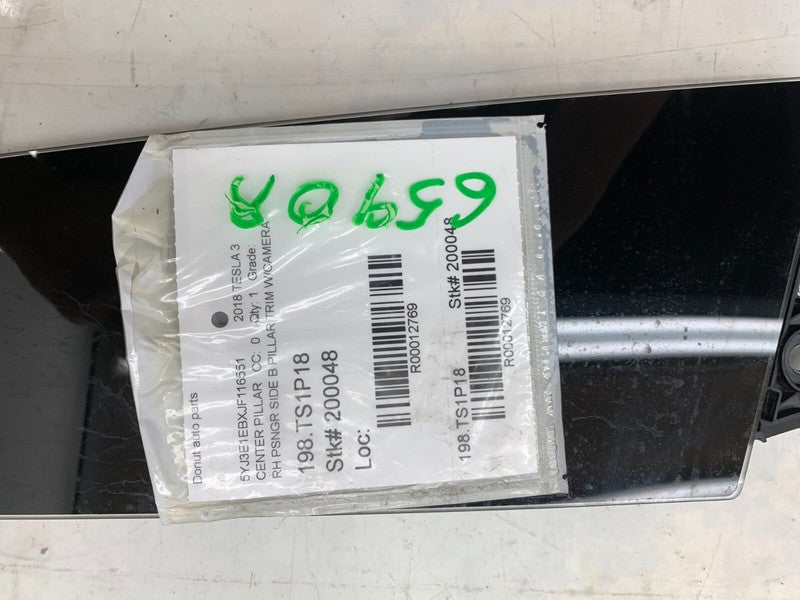 Donut auto parts
5YJ3E1EBXJF116551 2018 TESLA 3
CENTER PILLAR CC: 0 Qty: 1 Grade:
RH PSNGR SIDE B PILLAR TRIM W/CAMERA
198.TS1P18
Stk# 200048
Loc:
R00012769
198.TS1P18 Stk# 200048
R00012769